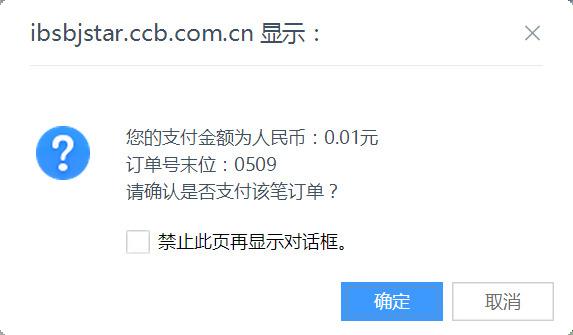 ibsbjstar.ccb.com.cn 显示：
您的支付金额为人民币：0.01元
订单号末位：0509
请确认是否支付该笔订单？
禁止此页再显示对话框。
确定 取消